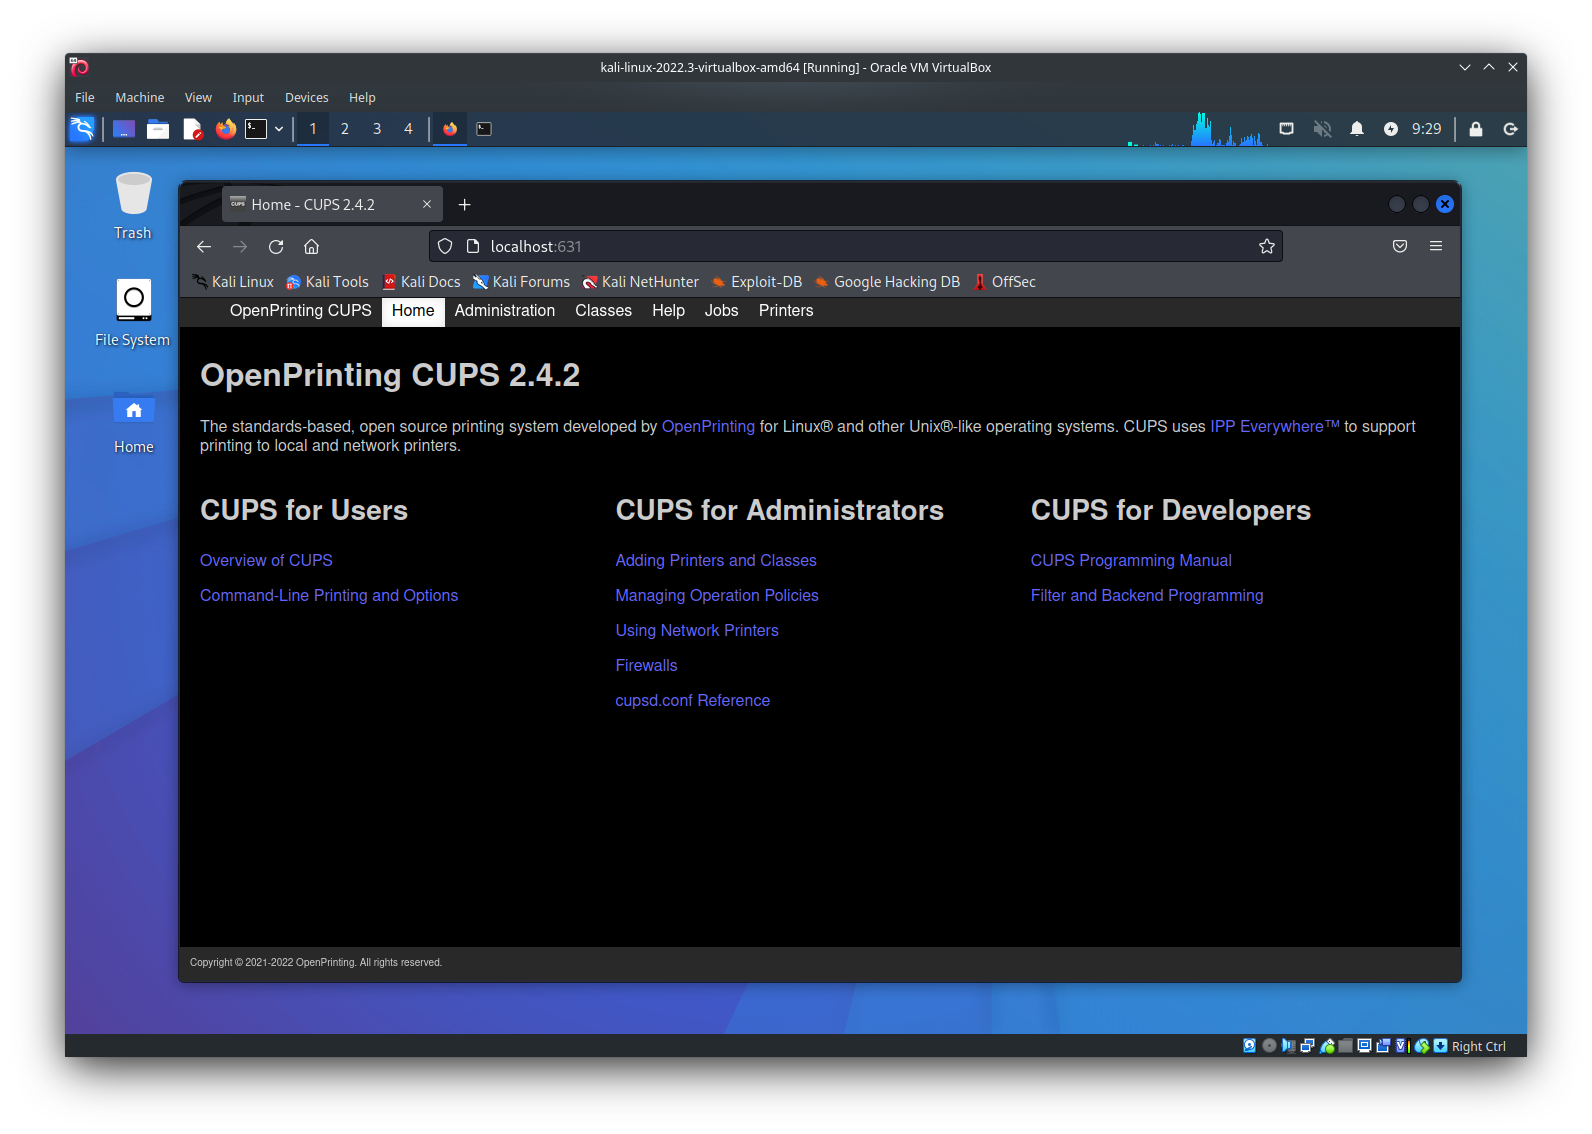 kali-linux-2022.3-virtualbox-amd64 [Running] - Oracle VM VirtualBox
File Machine View Input Devices Help
1 2 3 4 9:29
Trash
File System
Home
Home - CUPS 2.4.2
localhost:631
Kali Linux Kali Tools Kali Docs Kali Forums Kali NetHunter Exploit-DB Google Hacking DB OffSec
OpenPrinting CUPS Home Administration Classes Help Jobs Printers
OpenPrinting CUPS 2.4.2
The standards-based, open source printing system developed by OpenPrinting for Linux® and other Unix®-like operating systems. CUPS uses IPP Everywhere™ to support
printing to local and network printers.
CUPS for Users
Overview of CUPS
Command-Line Printing and Options
CUPS for Administrators
Adding Printers and Classes
Managing Operation Policies
Using Network Printers
Firewalls
cupsd.conf Reference
CUPS for Developers
CUPS Programming Manual
Filter and Backend Programming
Copyright © 2021-2022 OpenPrinting. All rights reserved.
Right Ctrl